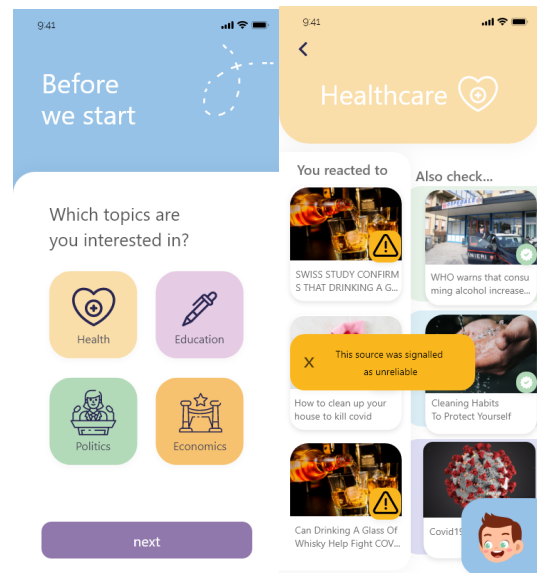 9:41
Before
we start
Which topics are
you interested in?
Health
Education
Politics
Economics
next
9:41
Healthcare
You reacted to
SWISS STUDY CONFIRM
S THAT DRINKING A G...
This source was signalled
X
as unreliable
How to clean up your
house to kill covid
Can Drinking A Glass Of
Whisky Help Fight COV...
Also check...
WHO warns that consu
ming alcohol increase...
Cleaning Habits
To Protect Yourself
Covid19